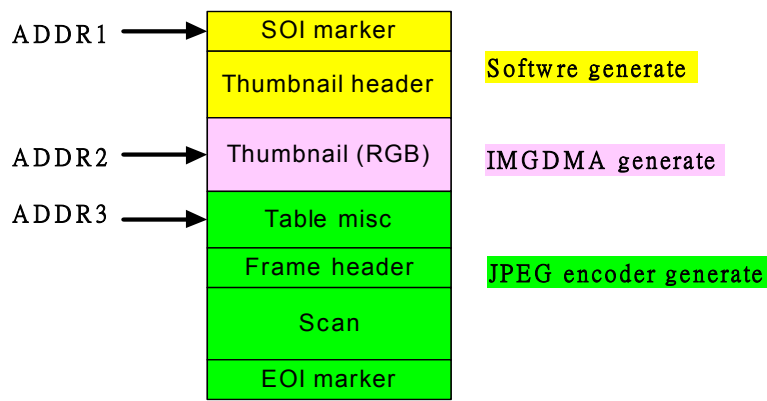 ADDR1
SOI marker
Thumbnail header
Softwre generate
ADDR2
Thumbnail (RGB)
IMGDMA generate
ADDR3
Table misc
Frame header
JPEG encoder generate
Scan
EOI marker